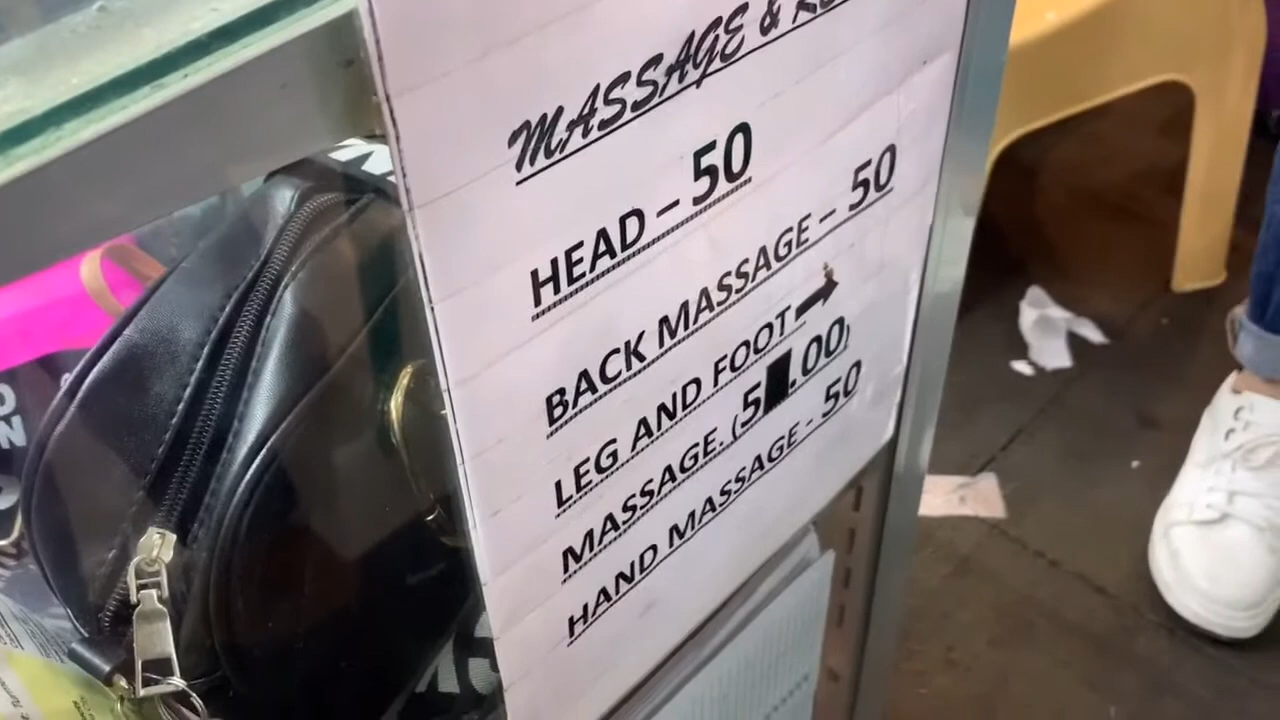 MASSAGE &
HEAD – 50
BACK MASSAGE – 50
LEG AND FOOT➡
MASSAGE. (5 .00)
HAND MASSAGE - 50